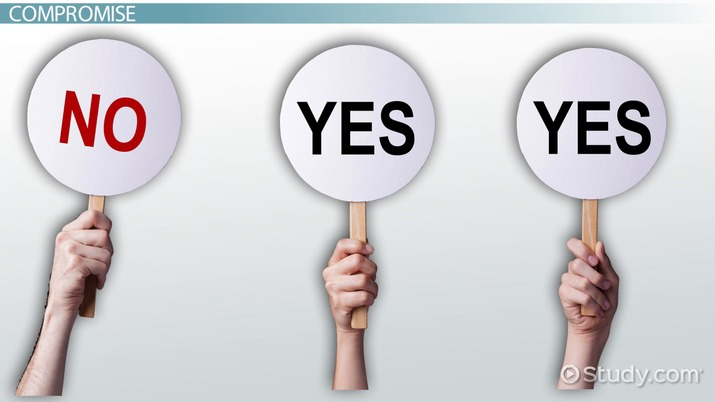 COMPROMISE
NO
YES
YES
Study.com